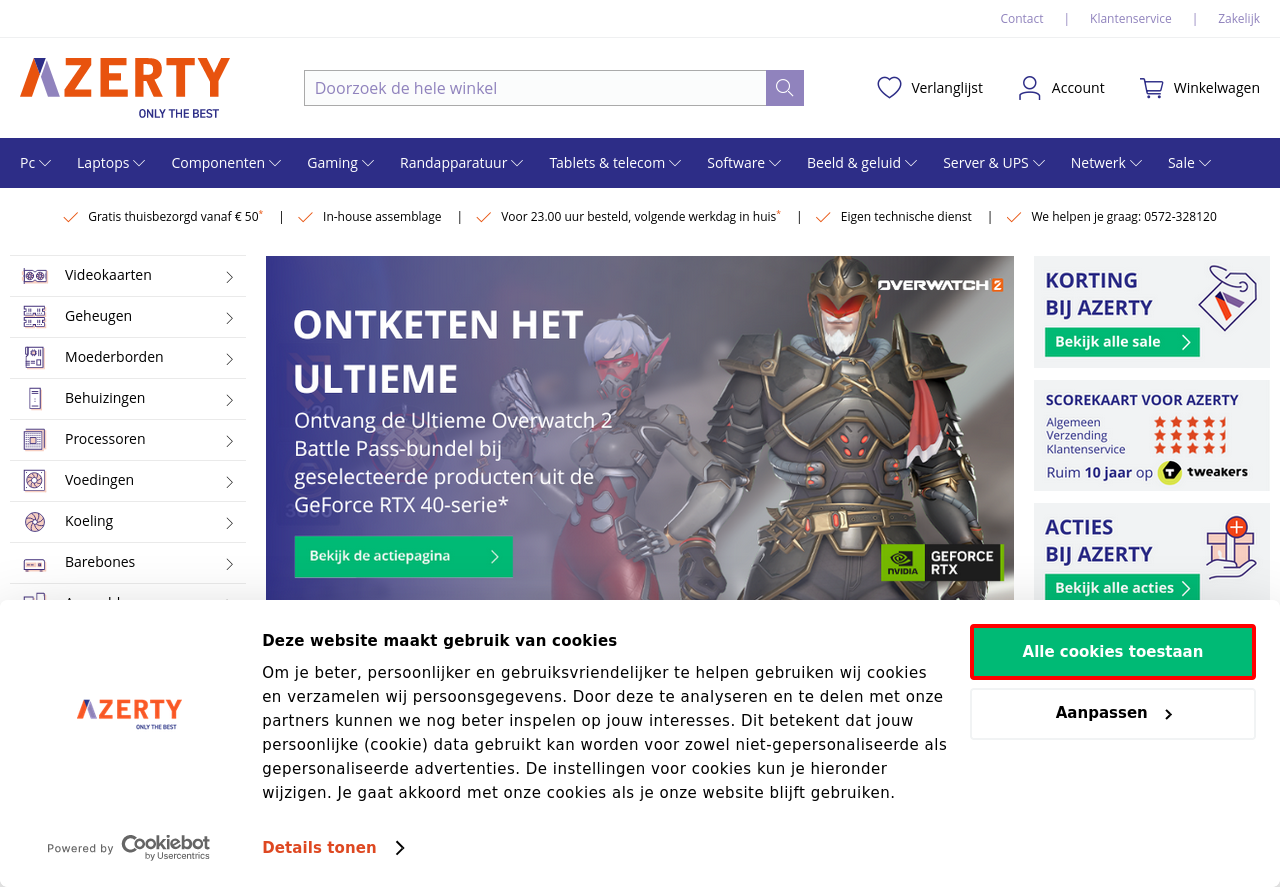 Contact | Klantenservice | Zakelijk
AZERTY
ONLY THE BEST
Doorzoek de hele winkel
Verlanglijst
Account
Winkelwagen
Pc Laptops Componenten Gaming Randapparatuur Tablets & telecom Software Beeld & geluid Server & UPS Netwerk Sale
Gratis thuisbezorgd vanaf € 50* | In-house assemblage | Voor 23.00 uur besteld, volgende werkdag in huis* | Eigen technische dienst | We helpen je graag: 0572-328120
Videokaarten
Geheugen
Moederborden
Behuizingen
Processoren
Voedingen
Koeling
Barebones
OVERWATCH 2
ONTKETEN HET
ULTIEME
Ontvang de Ultieme Overwatch 2
Battle Pass-bundel bij
geselecteerde producten uit de
GeForce RTX 40-serie*
Bekijk de actiepagina
NVIDIA
GEFORCE
RTX
KORTING
BIJ AZERTY
Bekijk alle sale
SCOREKAART VOOR AZERTY
Algemeen
Verzending
Klantenservice
Ruim 10 jaar op tweakers
ACTIES
BIJ AZERTY
Bekijk alle acties
AZERTY
ONLY THE BEST
Powered by Cookiebot
by Usercentrics
Deze website maakt gebruik van cookies
Om je beter, persoonlijker en gebruiksvriendelijker te helpen gebruiken wij cookies
en verzamelen wij persoonsgegevens. Door deze te analyseren en te delen met onze
partners kunnen we nog beter inspelen op jouw interesses. Dit betekent dat jouw
persoonlijke (cookie) data gebruikt kan worden voor zowel niet-gepersonaliseerde als
gepersonaliseerde advertenties. De instellingen voor cookies kun je hieronder
wijzigen. Je gaat akkoord met onze cookies als je onze website blijft gebruiken.
Details tonen
Alle cookies toestaan
Aanpassen